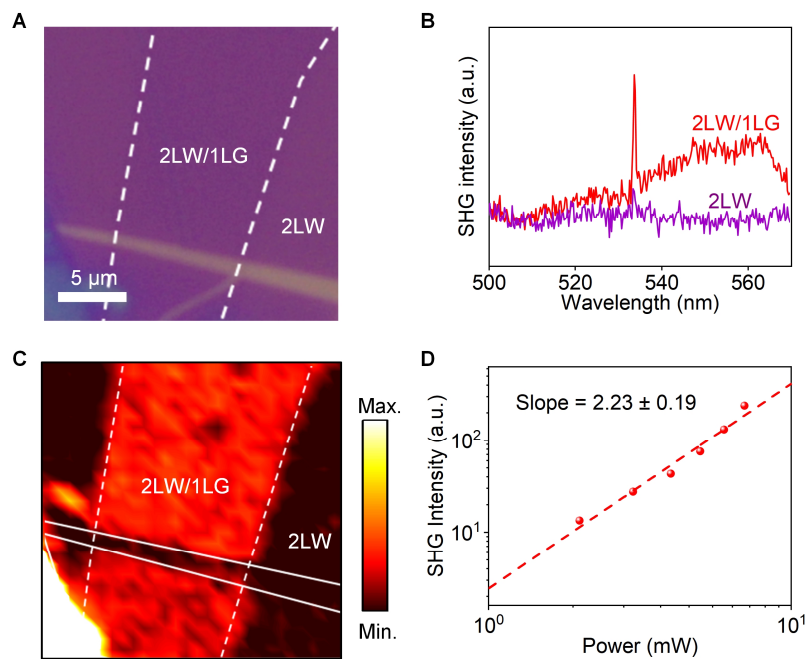 A
2LW/1LG
2LW
5 μm
B
SHG intensity (a.u.)
2LW/1LG
2LW
500 520 540 560
Wavelength (nm)
C
2LW/1LG
2LW
Max.
Min.
D
SHG Intensity (a.u.)
Slope = 2.23 ± 0.19
10²
10¹
10⁰ 10¹
Power (mW)